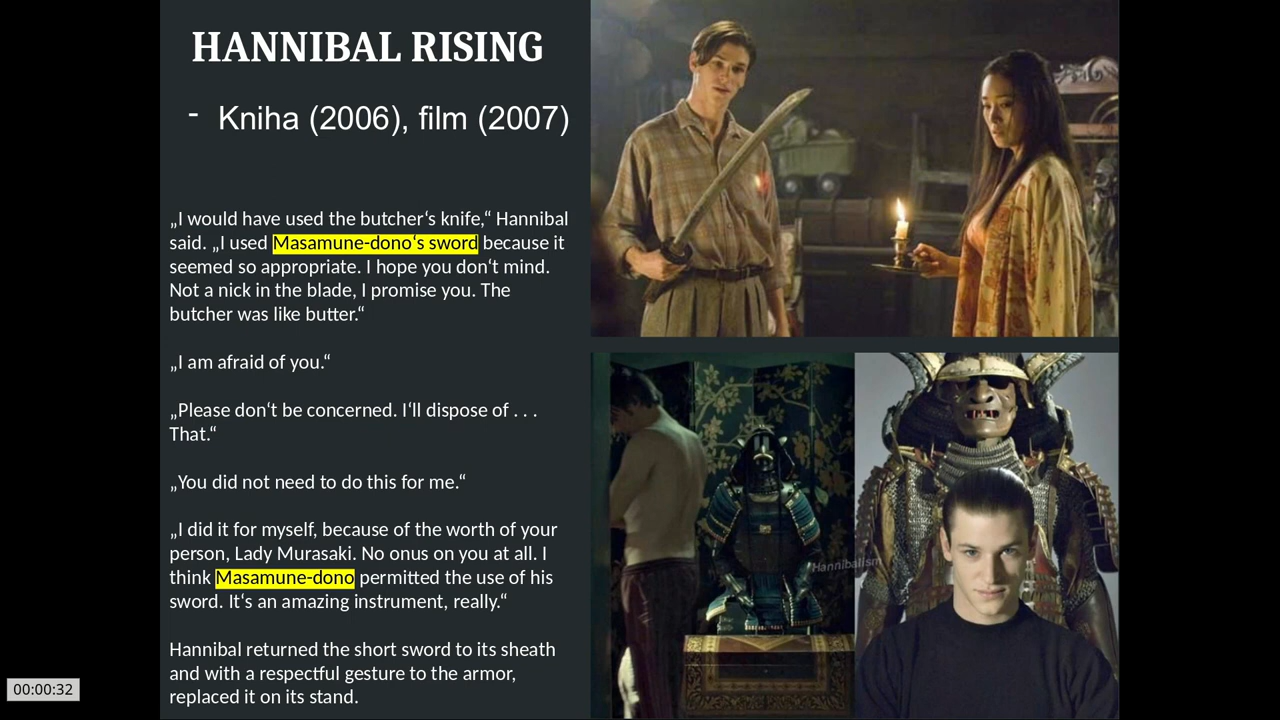 HANNIBAL RISING
- Kniha (2006), film (2007)
„I would have used the butcher‘s knife,“ Hannibal
said. „I used Masamune-dono‘s sword because it
seemed so appropriate. I hope you don‘t mind.
Not a nick in the blade, I promise you. The
butcher was like butter.“
„I am afraid of you.“
„Please don‘t be concerned. I‘ll dispose of . . .
That.“
„You did not need to do this for me.“
„I did it for myself, because of the worth of your
person, Lady Murasaki. No onus on you at all. I
think Masamune-dono permitted the use of his
sword. It‘s an amazing instrument, really.“
Hannibal returned the short sword to its sheath
and with a respectful gesture to the armor,
replaced it on its stand.
Hannibalism
00:00:32